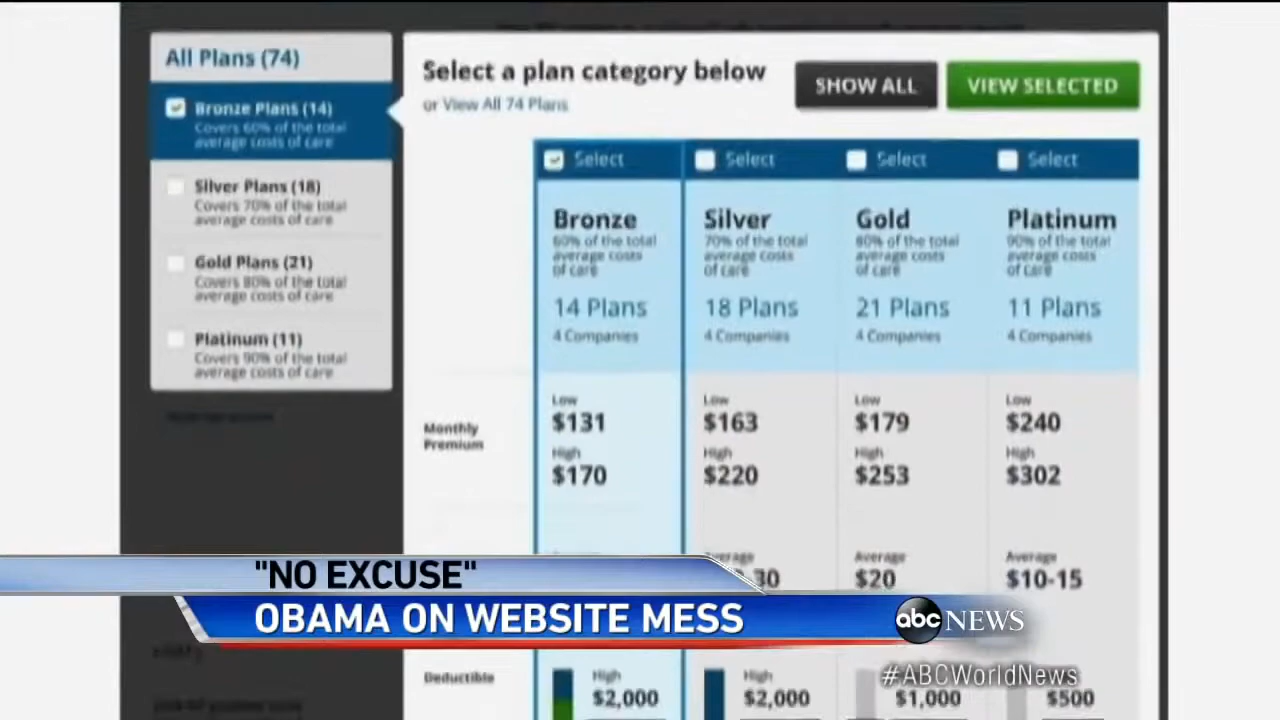 All Plans (74)
Bronze Plans (14)
Covers 60% of the total
average costs of care
Silver Plans (18)
Covers 70% of the total
average costs of care
Gold Plans (21)
Covers 80% of the total
average costs of care
Platinum (11)
Covers 90% of the total
average costs of care
Select a plan category below
or View All 74 Plans
SHOW ALL
VIEW SELECTED
Select Select Select Select
Bronze Silver Gold Platinum
60% of the total 70% of the total 80% of the total 90% of the total
average costs average costs average costs average costs
of care of care of care of care
14 Plans 18 Plans 21 Plans 11 Plans
4 Companies 4 Companies 4 Companies 4 Companies
Monthly
Premium
Low Low Low Low
$131 $163 $179 $240
High High High High
$170 $220 $253 $302
Average Average Average
30 $20 $10-15
"NO EXCUSE"
OBAMA ON WEBSITE MESS
abc NEWS
#ABCWorldNews
Deductible
High High
$2,000 $2,000 $1,000 $500